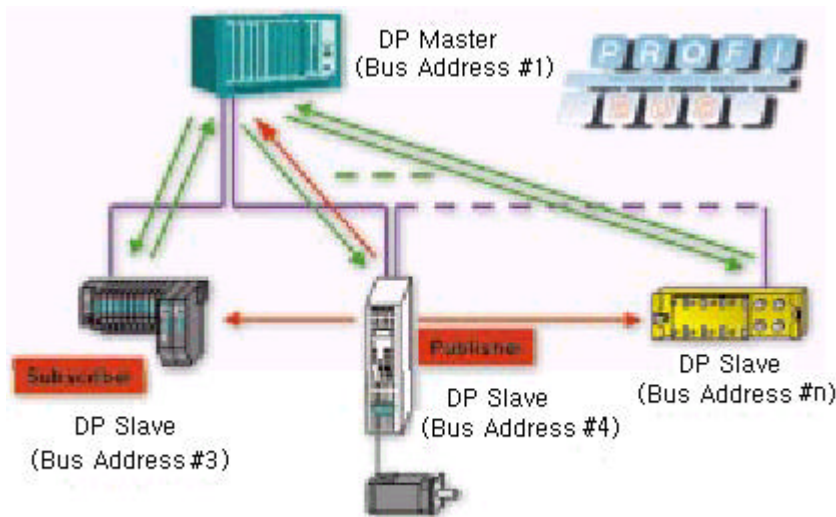 DP Master
(Bus Address #1)
PROFI
BUS
Publisher
Subscriber
DP Slave
(Bus Address #n)
DP Slave
(Bus Address #4)
DP Slave
(Bus Address #3)